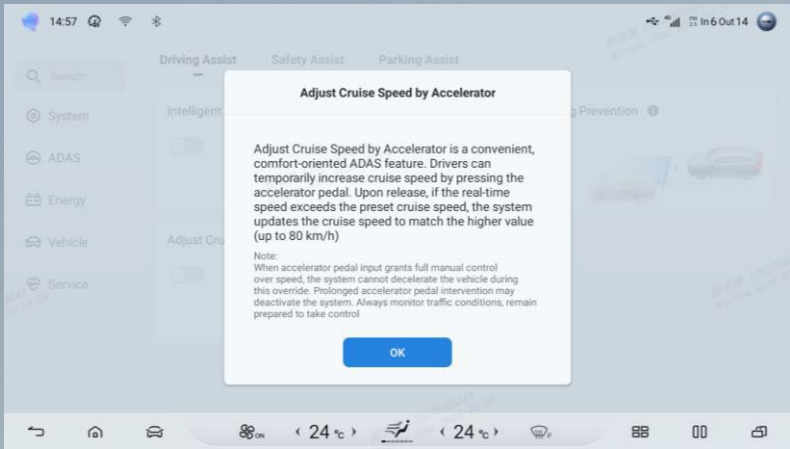 14:57
4G
PM 2.5 In 6 Out 14
Driving Assist Safety Assist Parking Assist
Search
System
ADAS
Energy
Vehicle
Service
Intelligent
g Prevention
Adjust Cru
Adjust Cruise Speed by Accelerator
Adjust Cruise Speed by Accelerator is a convenient,
comfort-oriented ADAS feature. Drivers can
temporarily increase cruise speed by pressing the
accelerator pedal. Upon release, if the real-time
speed exceeds the preset cruise speed, the system
updates the cruise speed to match the higher value
(up to 80 km/h)
Note:
When accelerator pedal input grants full manual control
over speed, the system cannot decelerate the vehicle during
this override. Prolonged accelerator pedal intervention may
deactivate the system. Always monitor traffic conditions, remain
prepared to take control
OK
ON
24 °C
24 °C
F